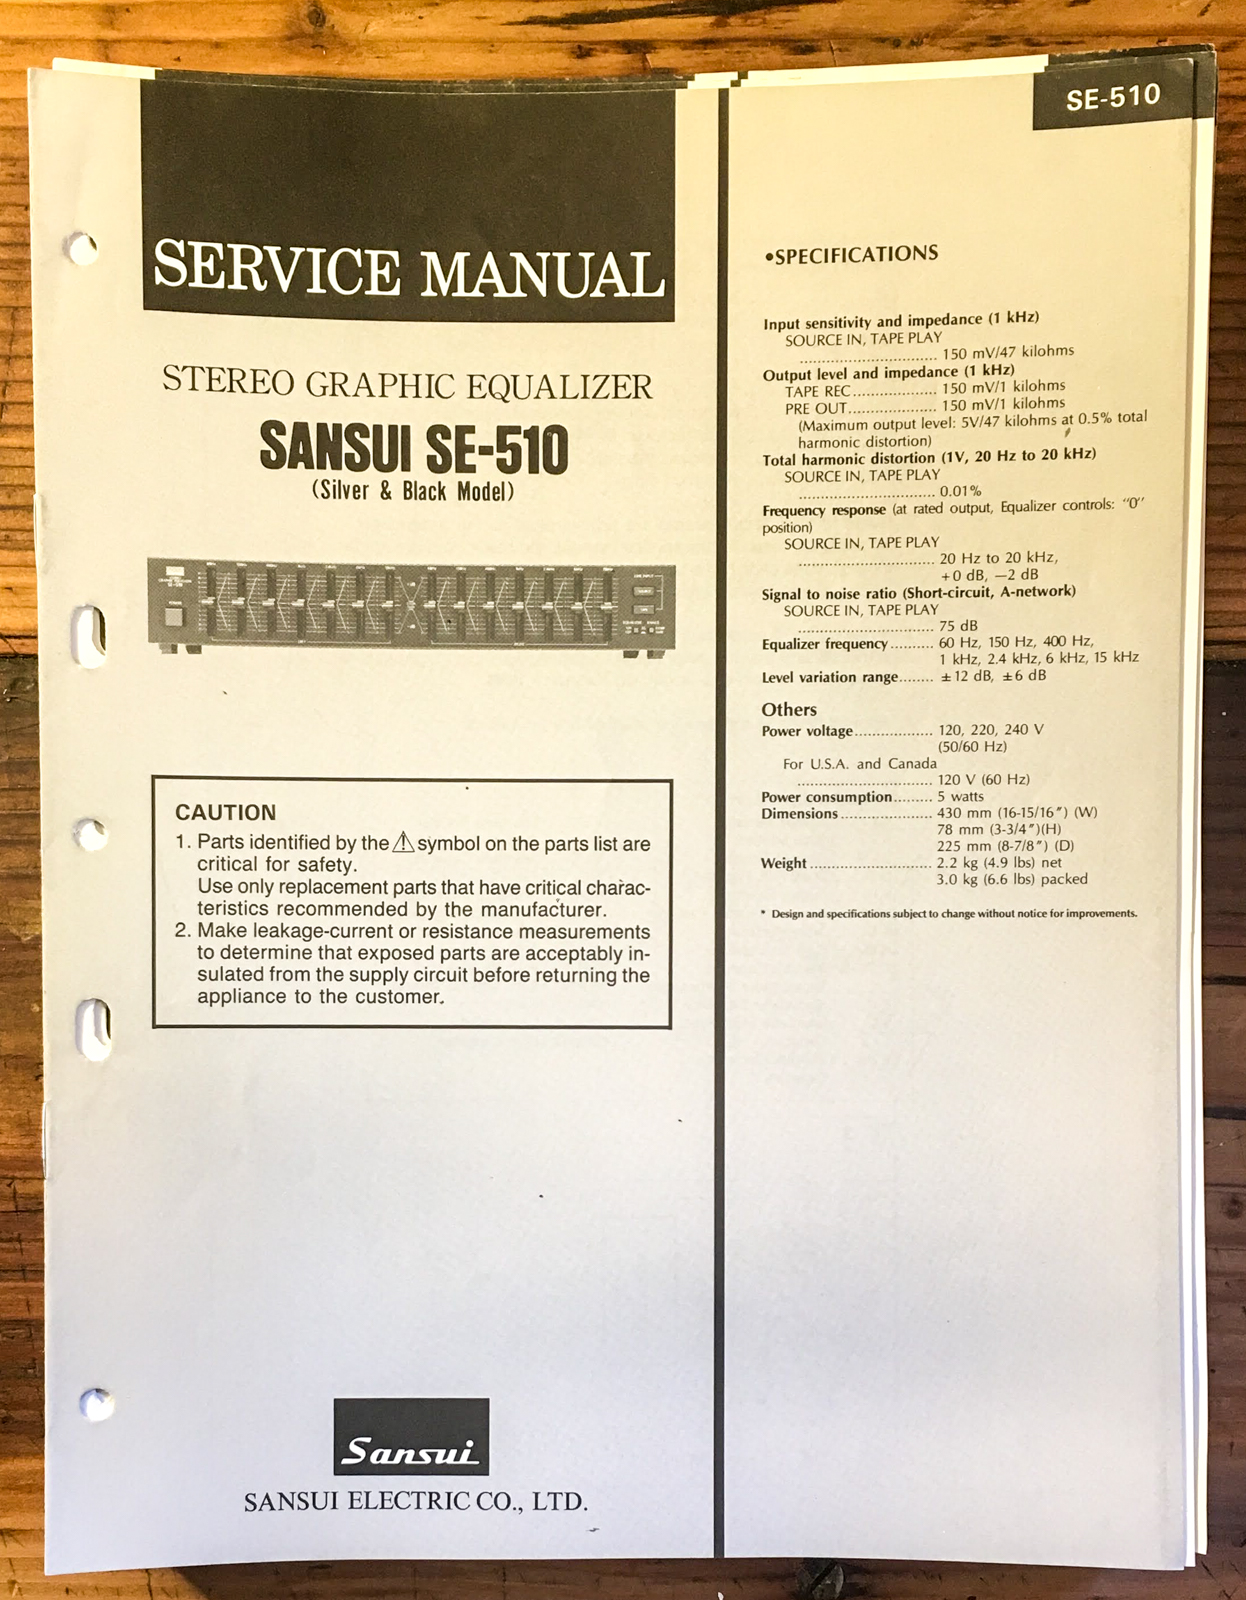 SE-510
SERVICE MANUAL
STEREO GRAPHIC EQUALIZER
SANSUI SE-510
(Silver & Black Model)
CAUTION
1. Parts identified by the ⚠ symbol on the parts list are
critical for safety.
Use only replacement parts that have critical charac-
teristics recommended by the manufacturer.
2. Make leakage-current or resistance measurements
to determine that exposed parts are acceptably in-
sulated from the supply circuit before returning the
appliance to the customer.
Sansui
SANSUI ELECTRIC CO., LTD.
•SPECIFICATIONS
Input sensitivity and impedance (1 kHz)
SOURCE IN, TAPE PLAY
............................... 150 mV/47 kilohms
Output level and impedance (1 kHz)
TAPE REC................... 150 mV/1 kilohms
PRE OUT.................... 150 mV/1 kilohms
(Maximum output level: 5V/47 kilohms at 0.5% total
harmonic distortion)
Total harmonic distortion (1V, 20 Hz to 20 kHz)
SOURCE IN, TAPE PLAY
............................... 0.01%
Frequency response (at rated output, Equalizer controls: "0"
position)
SOURCE IN, TAPE PLAY
............................... 20 Hz to 20 kHz,
+0 dB, −2 dB
Signal to noise ratio (Short-circuit, A-network)
SOURCE IN, TAPE PLAY
............................... 75 dB
Equalizer frequency.......... 60 Hz, 150 Hz, 400 Hz,
1 kHz, 2.4 kHz, 6 kHz, 15 kHz
Level variation range........ ±12 dB, ±6 dB
Others
Power voltage.................. 120, 220, 240 V
(50/60 Hz)
For U.S.A. and Canada
............................... 120 V (60 Hz)
Power consumption......... 5 watts
Dimensions..................... 430 mm (16-15/16") (W)
78 mm (3-3/4")(H)
225 mm (8-7/8") (D)
Weight............................ 2.2 kg (4.9 lbs) net
3.0 kg (6.6 lbs) packed
* Design and specifications subject to change without notice for improvements.